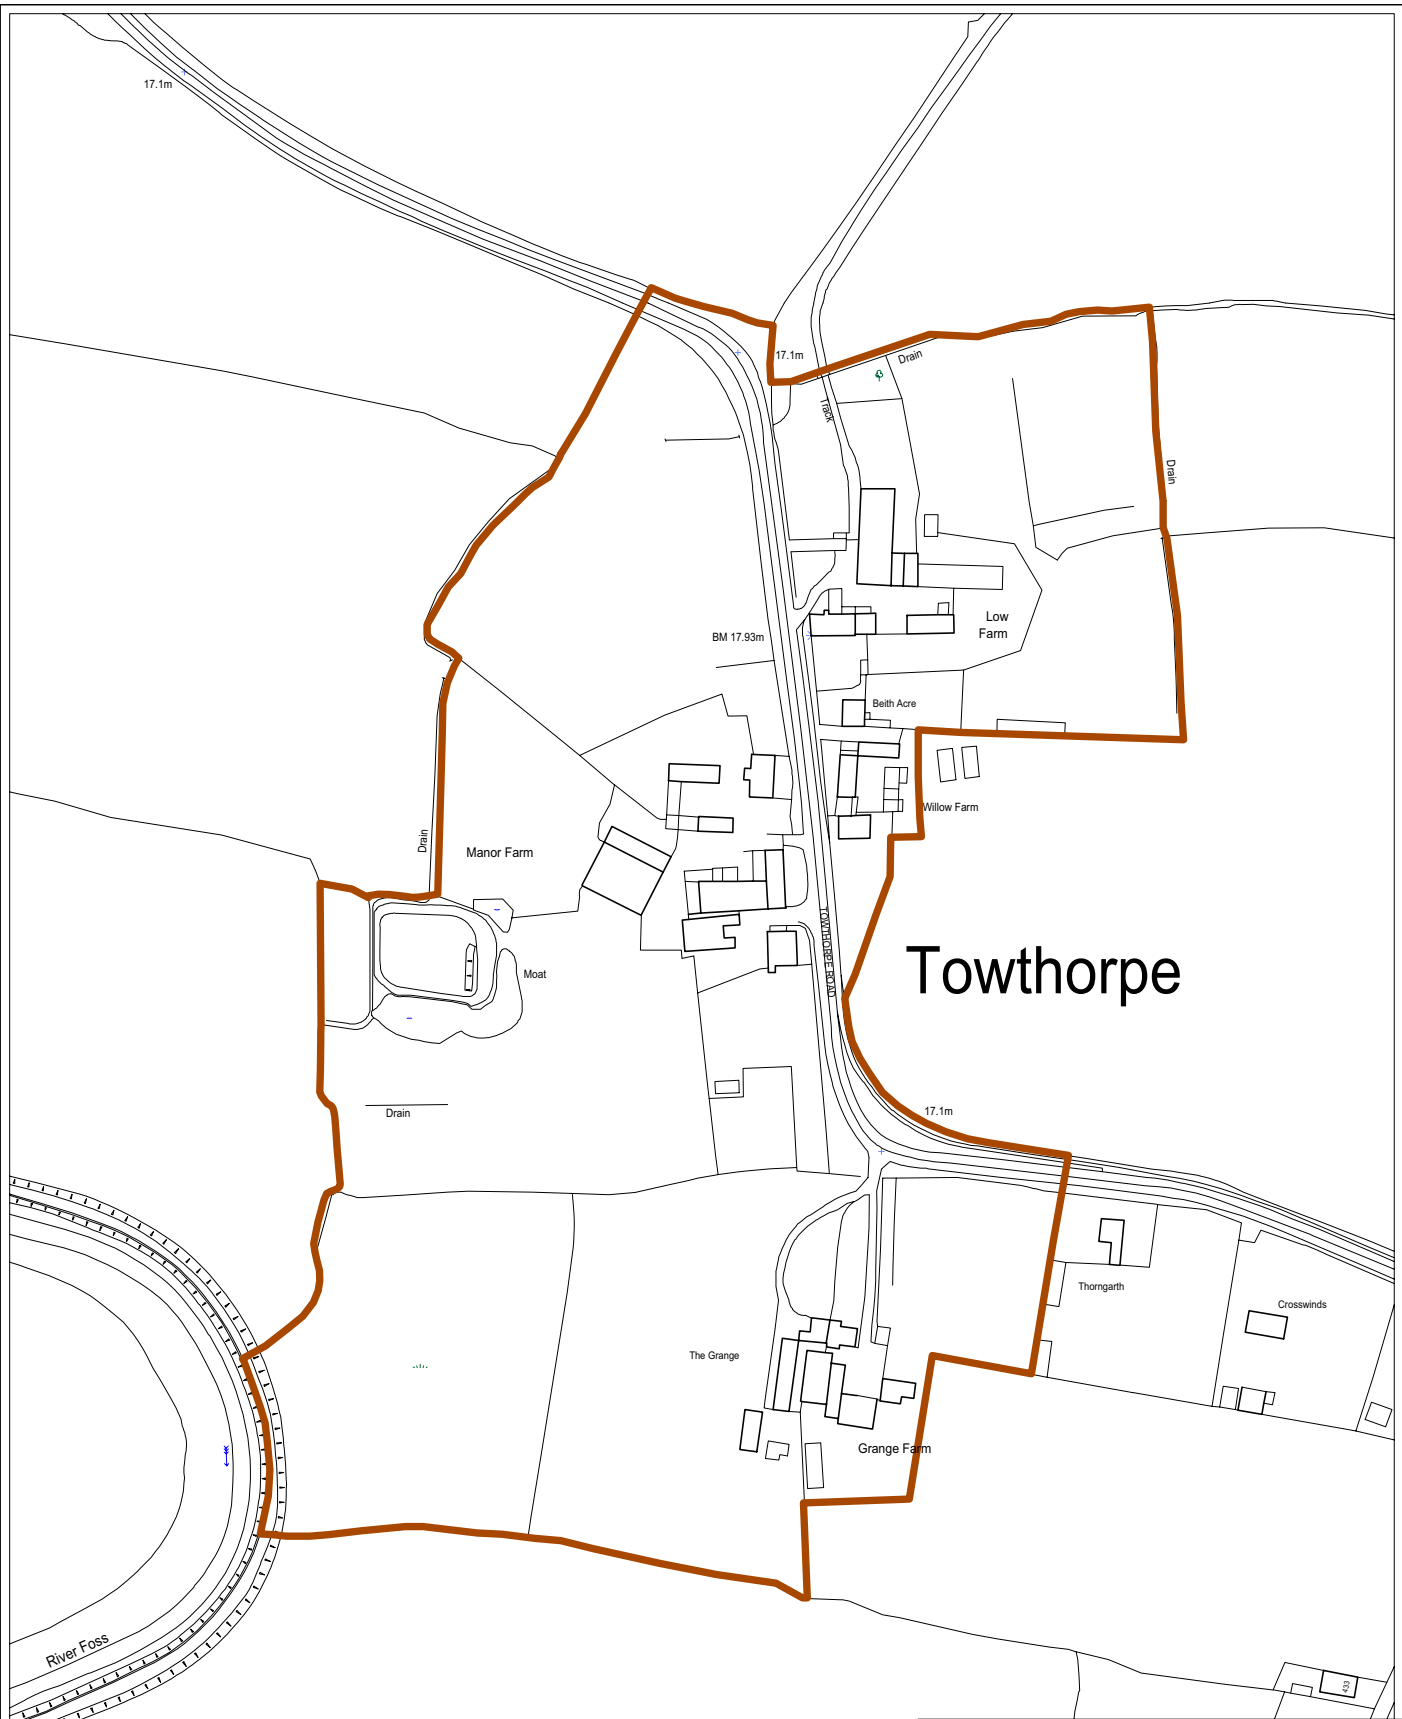 17.1m
17.1m
Drain
Track
Drain
Low
Farm
BM 17.93m
Beith Acre
Willow Farm
Drain
Manor Farm
TOWTHORPE ROAD
Towthorpe
Moat
Drain
17.1m
Thorngarth
Crosswinds
The Grange
Grange Farm
River Foss
433